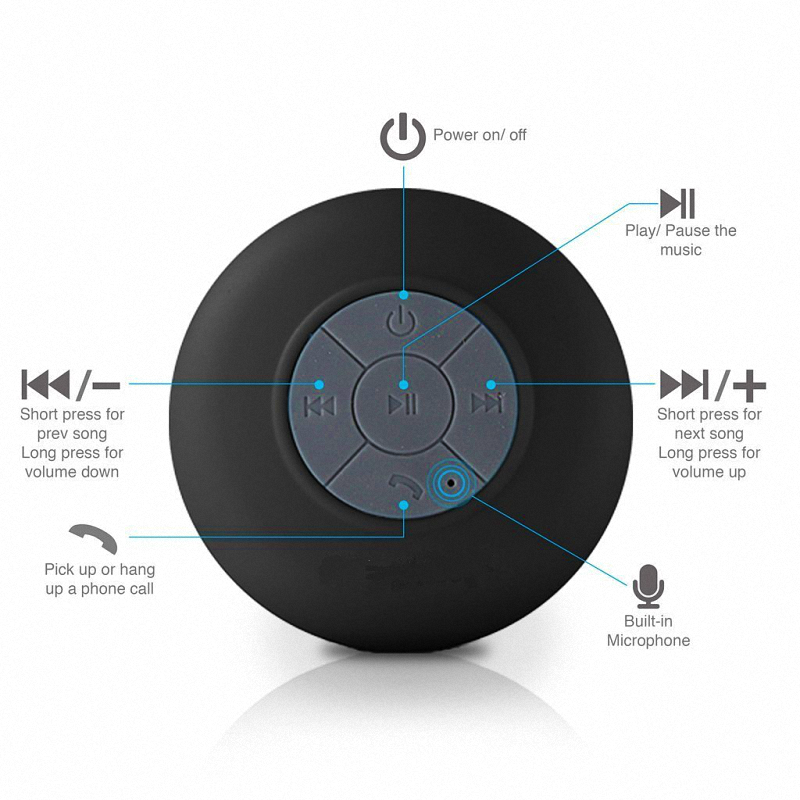 Power on/ off
Play/ Pause the
music
Short press for
prev song
Long press for
volume down
Short press for
next song
Long press for
volume up
Pick up or hang
up a phone call
Built-in
Microphone